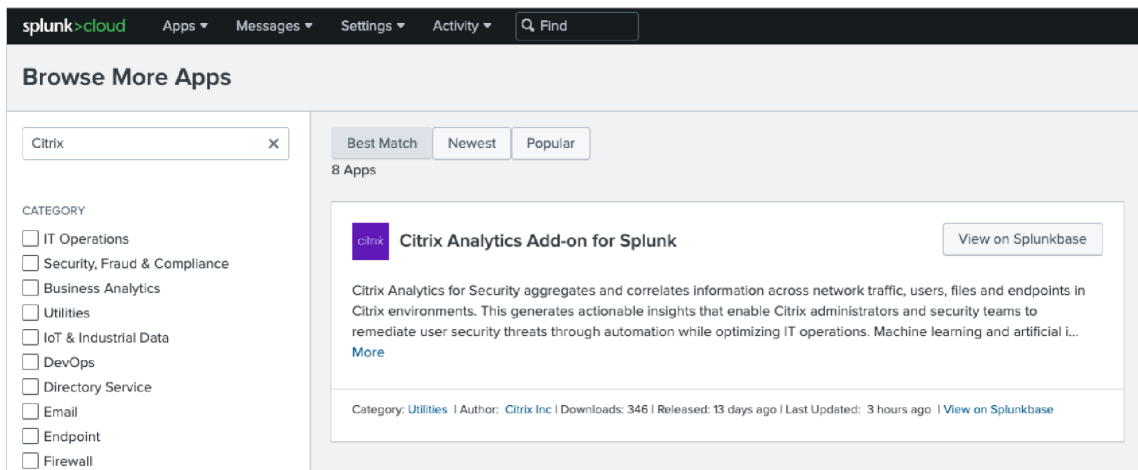 splunk>cloud Apps Messages Settings Activity Find
Browse More Apps
Citrix
CATEGORY
IT Operations
Security, Fraud & Compliance
Business Analytics
Utilities
IoT & Industrial Data
DevOps
Directory Service
Email
Endpoint
Firewall
Best Match Newest Popular
8 Apps
citrix Citrix Analytics Add-on for Splunk View on Splunkbase
Citrix Analytics for Security aggregates and correlates information across network traffic, users, files and endpoints in
Citrix environments. This generates actionable insights that enable Citrix administrators and security teams to
remediate user security threats through automation while optimizing IT operations. Machine learning and artificial i...
More
Category: Utilities | Author: Citrix Inc | Downloads: 346 | Released: 13 days ago | Last Updated: 3 hours ago | View on Splunkbase